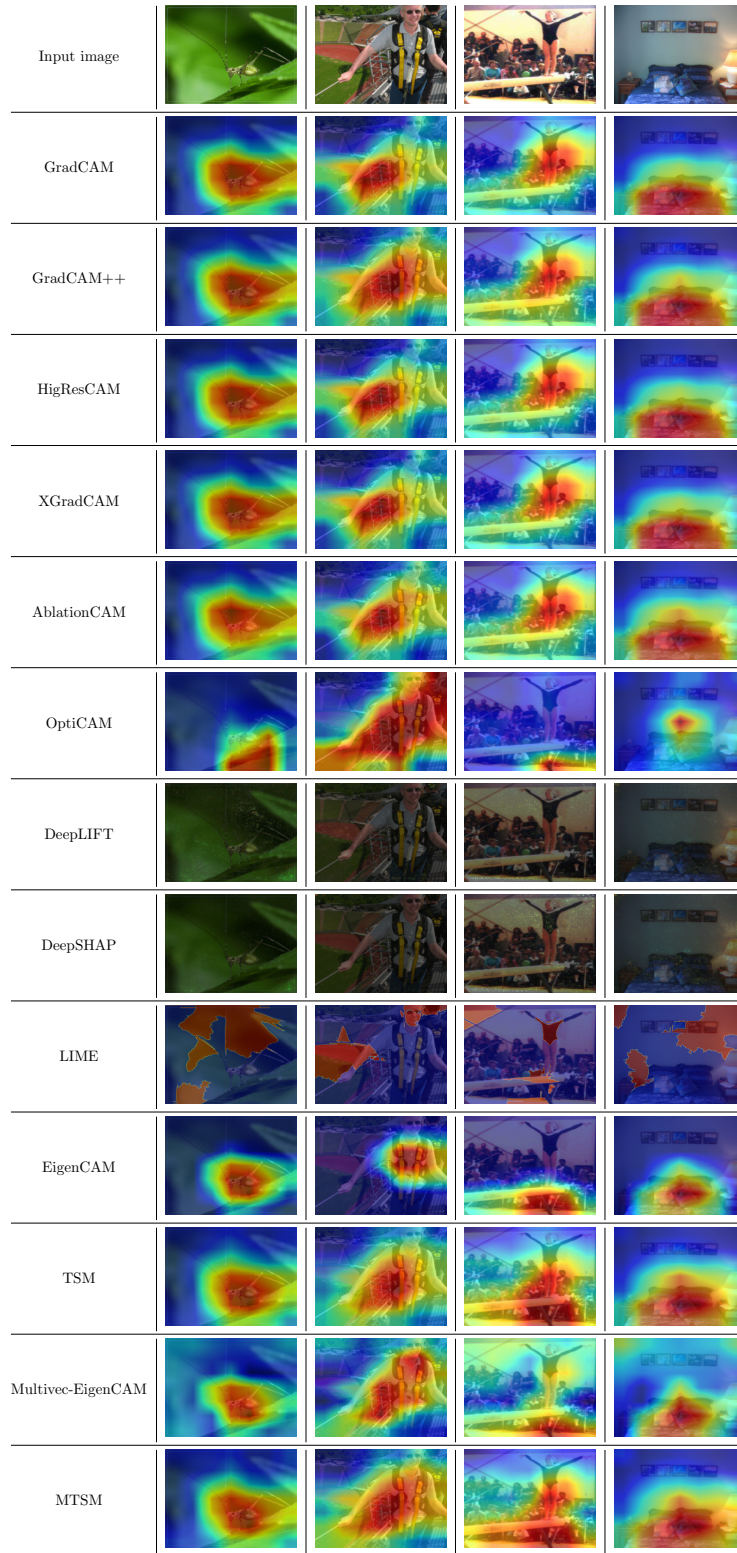 Input image
GradCAM
GradCAM++
HigResCAM
XGradCAM
AblationCAM
OptiCAM
DeepLIFT
DeepSHAP
LIME
EigenCAM
TSM
Multivec-EigenCAM
MTSM